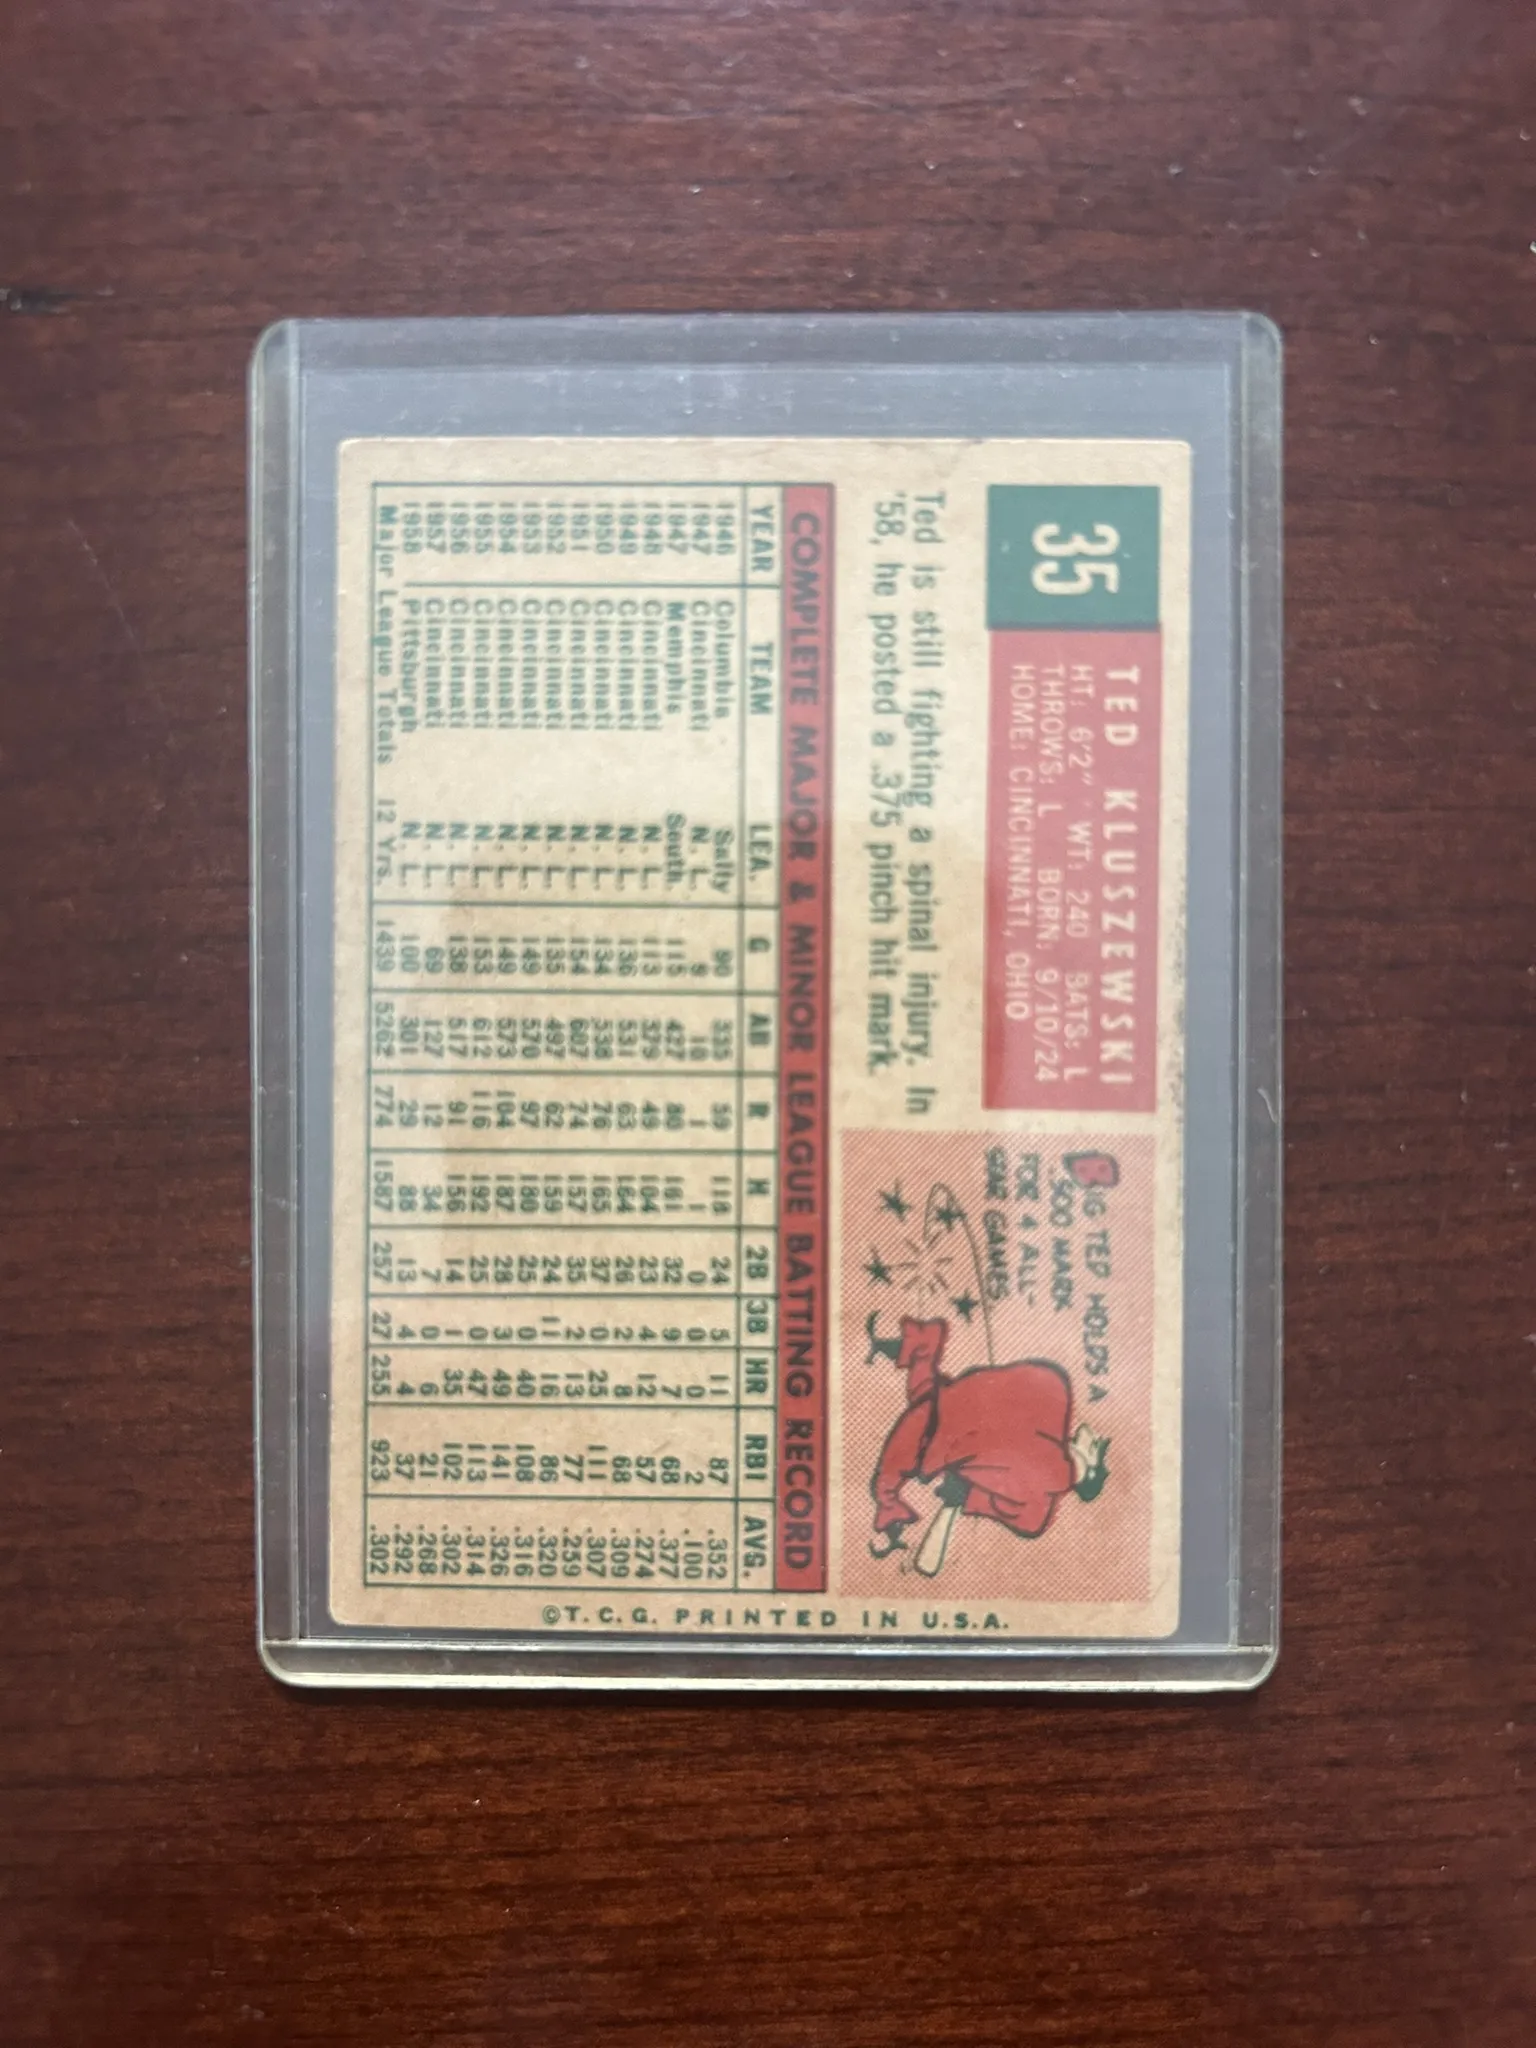 35
TED KLUSZEWSKI
HT: 6'2" WT: 240 BATS: L
THROWS: L BORN: 9/10/24
HOME: CINCINNATI, OHIO
BIG TED HOLDS A
.500 MARK
FOR 4 ALL-
STAR GAMES
Ted is still fighting a spinal injury. In
'58, he posted a .375 pinch hit mark.
COMPLETE MAJOR & MINOR LEAGUE BATTING RECORD
YEAR TEAM LEA. G AB R H 2B 3B HR RBI AVG.
1946 Columbia Sally 90 335 59 118 24 5 11 87 .352
1947 Cincinnati N. L. 9 10 1 1 0 0 0 2 .100
1947 Memphis South. 115 427 80 161 32 9 7 68 .377
1948 Cincinnati N. L. 113 379 49 104 23 4 12 57 .274
1949 Cincinnati N. L. 136 531 63 164 26 2 8 68 .309
1950 Cincinnati N. L. 134 538 76 165 37 0 25 111 .307
1951 Cincinnati N. L. 154 607 74 157 35 2 13 77 .259
1952 Cincinnati N. L. 135 497 62 159 24 11 16 86 .320
1953 Cincinnati N. L. 149 570 97 180 25 0 40 108 .316
1954 Cincinnati N. L. 149 573 104 187 28 3 49 141 .326
1955 Cincinnati N. L. 153 612 116 192 25 0 47 113 .314
1956 Cincinnati N. L. 138 517 91 156 14 1 35 102 .302
1957 Cincinnati N. L. 69 127 12 34 7 0 6 21 .268
1958 Pittsburgh N. L. 100 301 29 88 13 4 4 37 .292
Major League Totals 12 Yrs. 1439 5262 774 1587 257 27 255 923 .302
©T.C.G. PRINTED IN U.S.A.